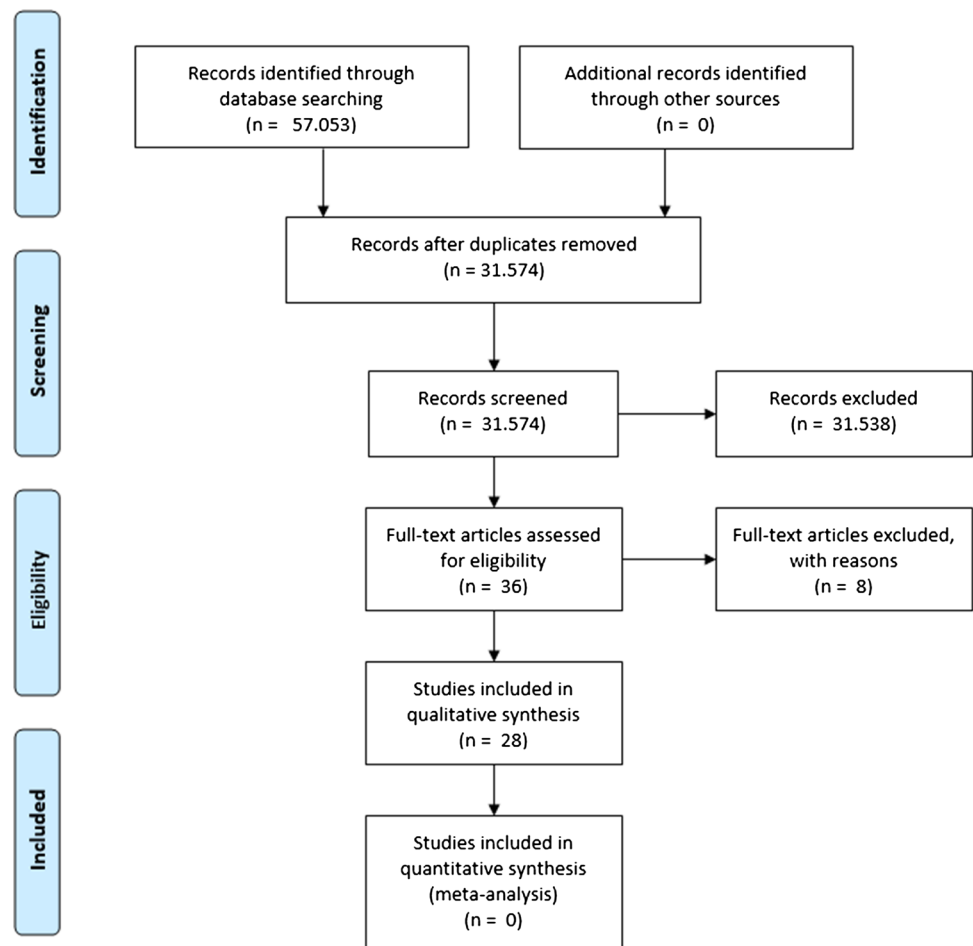 Identification
Records identified through
database searching
(n = 57.053)
Additional records identified
through other sources
(n = 0)
Records after duplicates removed
(n = 31.574)
Screening
Records screened
(n = 31.574)
Records excluded
(n = 31.538)
Eligibility
Full-text articles assessed
for eligibility
(n = 36)
Full-text articles excluded,
with reasons
(n = 8)
Studies included in
qualitative synthesis
(n = 28)
Included
Studies included in
quantitative synthesis
(meta-analysis)
(n = 0)